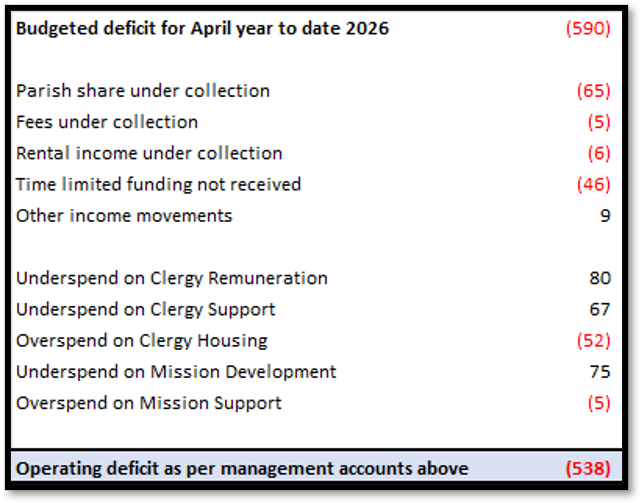 Budgeted deficit for April year to date 2026 (590)
Parish share under collection (65)
Fees under collection (5)
Rental income under collection (6)
Time limited funding not received (46)
Other income movements 9
Underspend on Clergy Remuneration 80
Underspend on Clergy Support 67
Overspend on Clergy Housing (52)
Underspend on Mission Development 75
Overspend on Mission Support (5)
Operating deficit as per management accounts above (538)